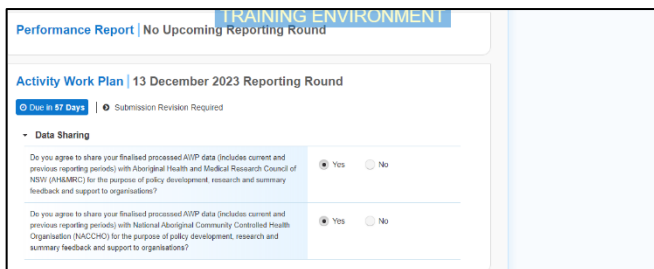 TRAINING ENVIRONMENT
Performance Report | No Upcoming Reporting Round
Activity Work Plan | 13 December 2023 Reporting Round
Due in 57 Days | Submission Revision Required
Data Sharing
Do you agree to share your finalised processed AWP data (includes current and
previous reporting periods) with Aboriginal Health and Medical Research Council of
NSW (AH&MRC) for the purpose of policy development, research and summary
feedback and support to organisations?
Yes No
Do you agree to share your finalised processed AWP data (includes current and
previous reporting periods) with National Aboriginal Community Controlled Health
Organisation (NACCHO) for the purpose of policy development, research and
summary feedback and support to organisations?
Yes No